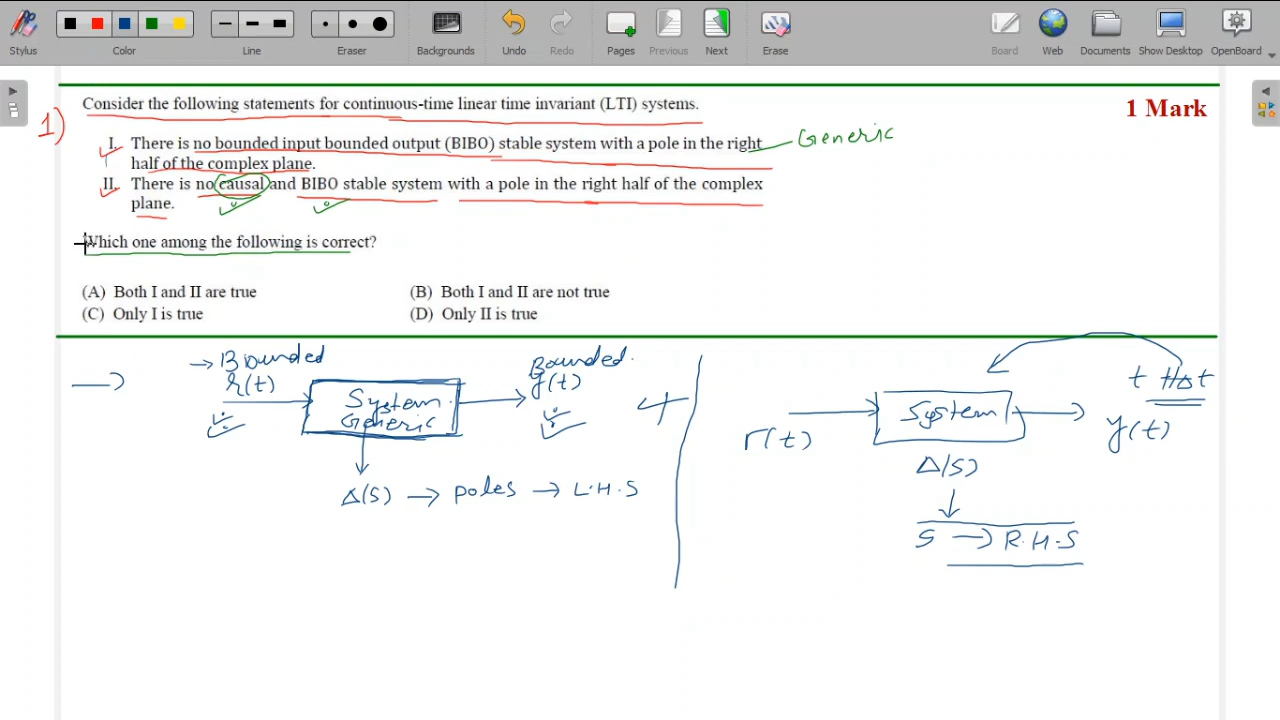 Stylus Color Line Eraser Backgrounds Undo Redo Pages Previous Next Erase Board Web Documents Show Desktop OpenBoard
Consider the following statements for continuous-time linear time invariant (LTI) systems.
1 Mark
1)
I. There is no bounded input bounded output (BIBO) stable system with a pole in the right
Generic
half of the complex plane.
II. There is no causal and BIBO stable system with a pole in the right half of the complex
plane.
Which one among the following is correct?
(A) Both I and II are true
(B) Both I and II are not true
(C) Only I is true
(D) Only II is true
→ Bounded
r(t)
System
Generic
Bounded.
y(t)
Δ(S) → poles → L.H.S
r(t)
System
t
y(t)
Δ(S)
S → R.H.S